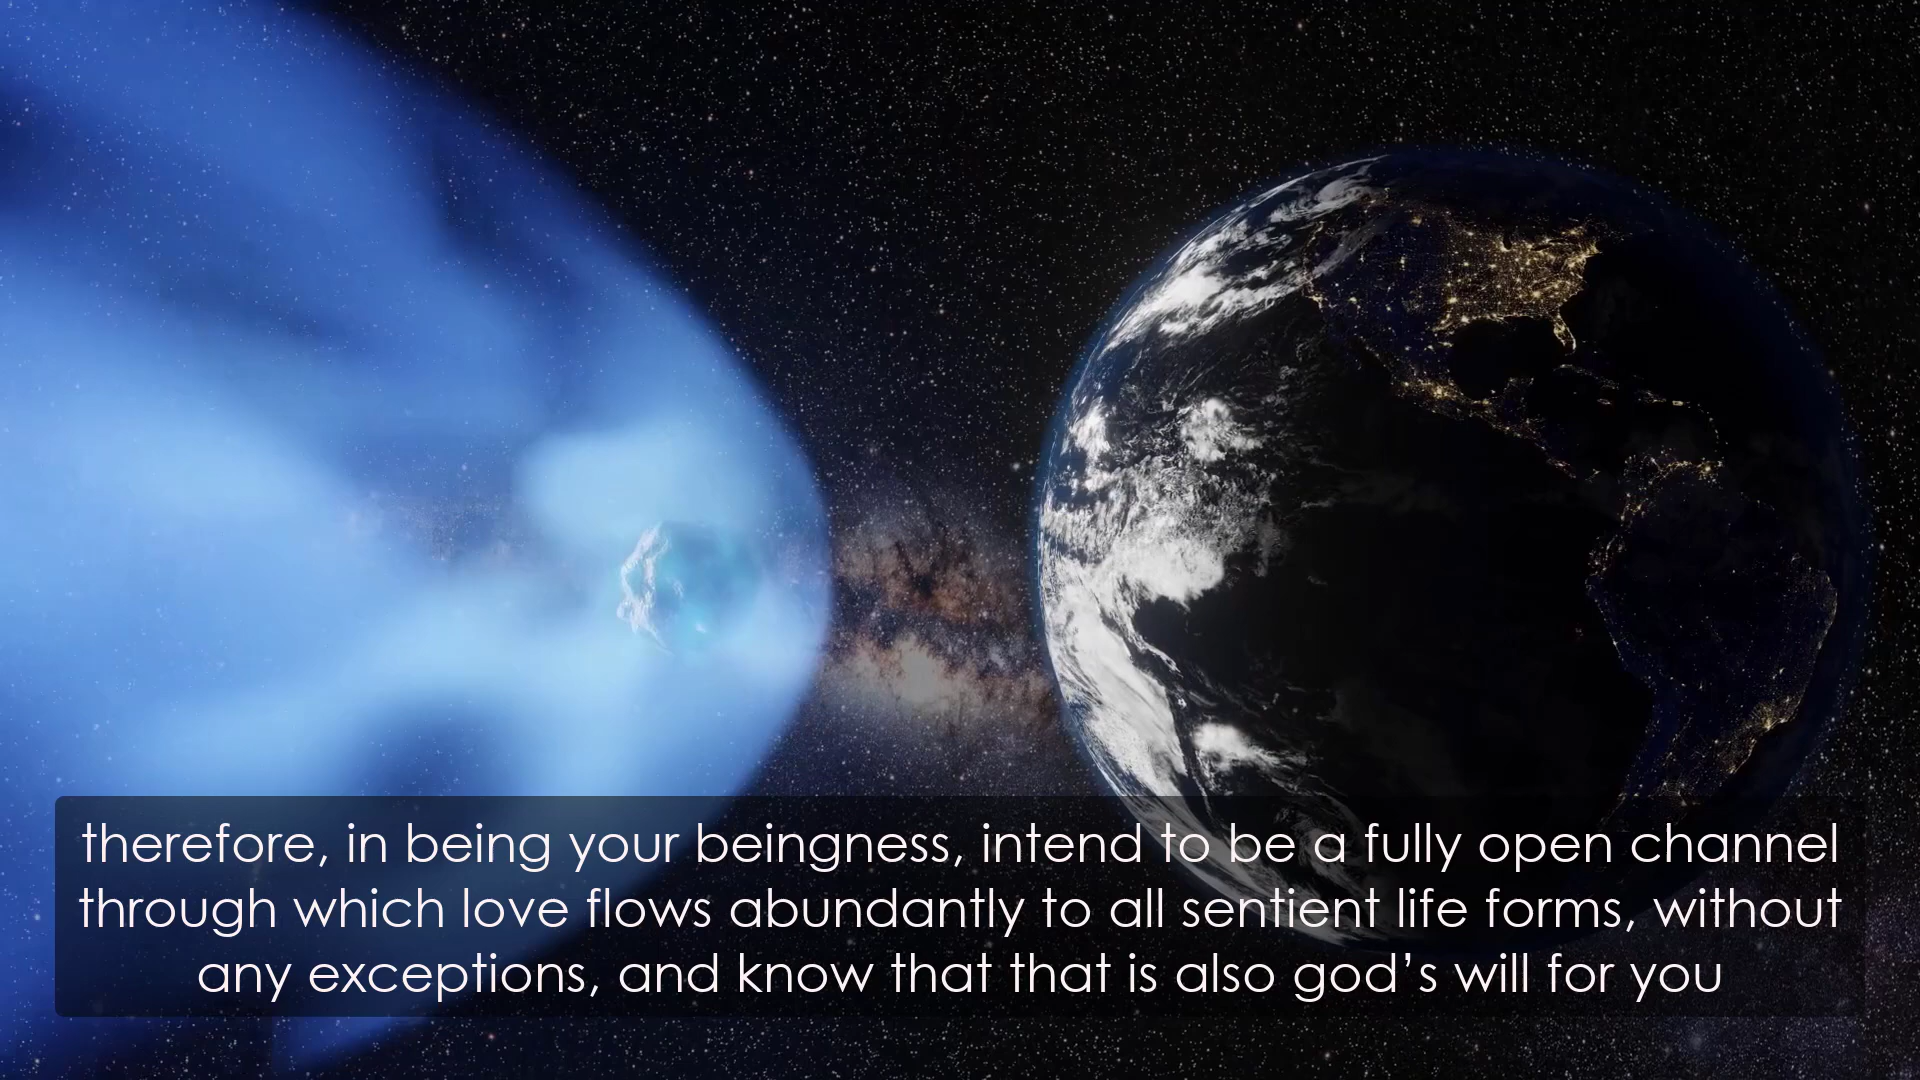 therefore, in being your beingness, intend to be a fully open channel
through which love flows abundantly to all sentient life forms, without
any exceptions, and know that that is also god’s will for you